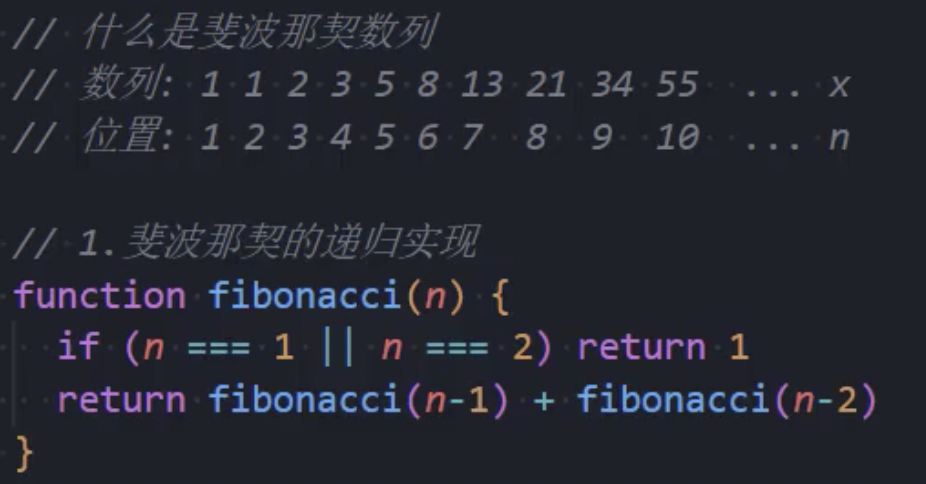 // 什么是斐波那契数列
// 数列: 1 1 2 3 5 8 13 21 34 55 ... x
// 位置: 1 2 3 4 5 6 7 8 9 10 ... n
// 1.斐波那契的递归实现
function fibonacci(n) {
if (n === 1 || n === 2) return 1
return fibonacci(n-1) + fibonacci(n-2)
}